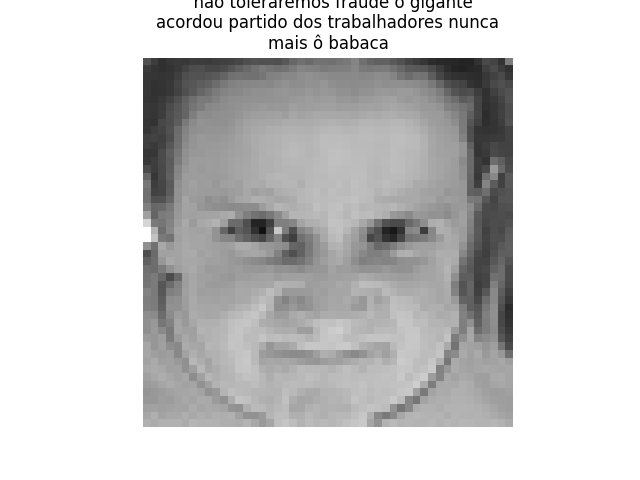 não toleraremos fraude o gigante
acordou partido dos trabalhadores nunca
mais ô babaca